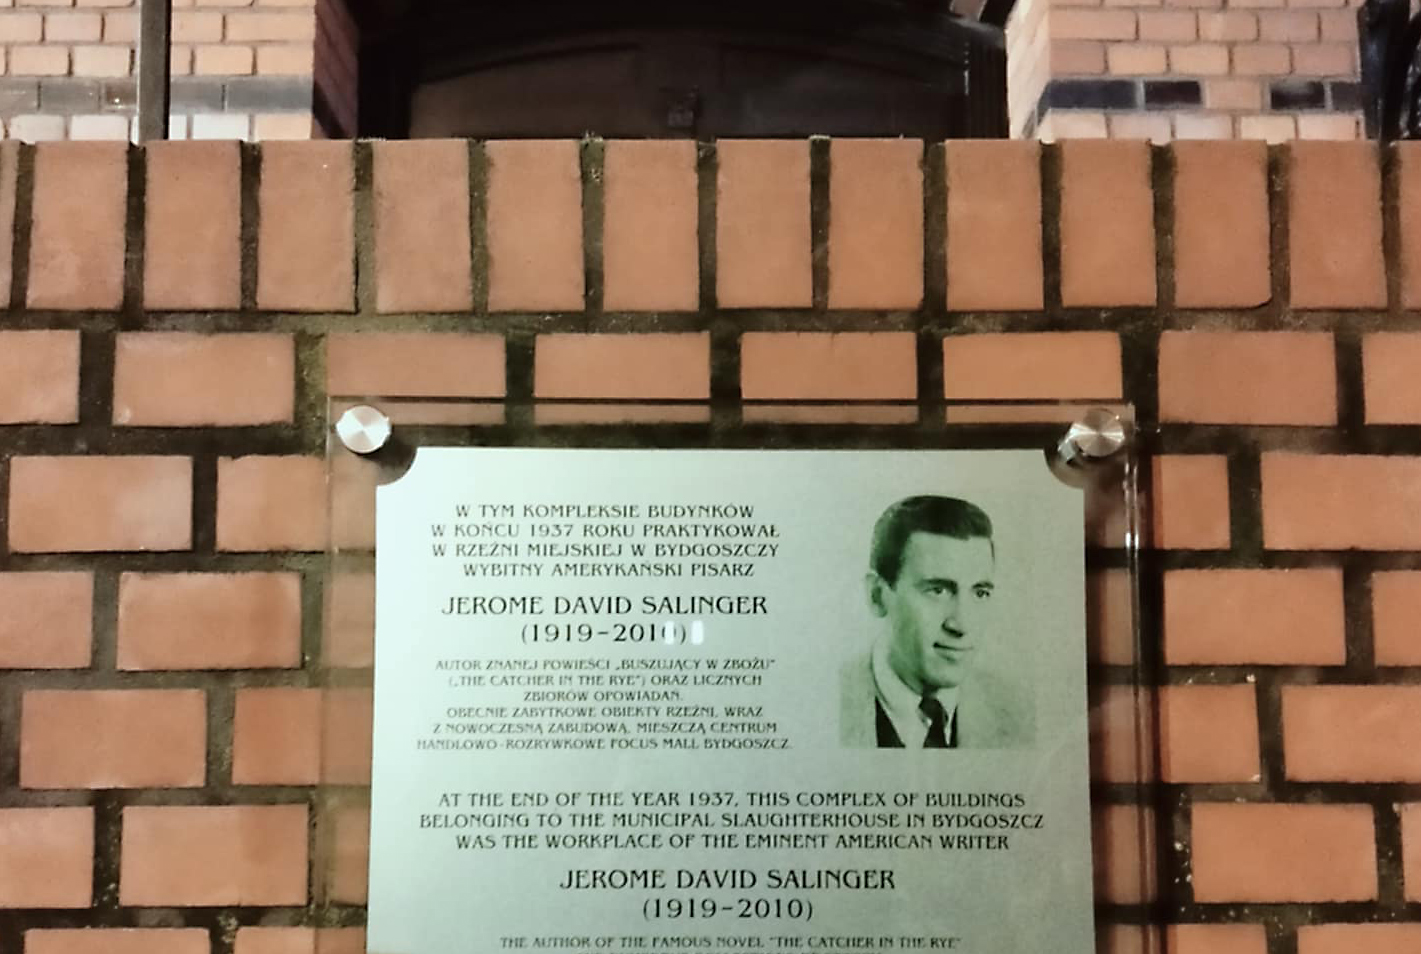 W TYM KOMPLEKSIE BUDYNKÓW
W KOŃCU 1937 ROKU PRAKTYKOWAŁ
W RZEŹNI MIEJSKIEJ W BYDGOSZCZY
WYBITNY AMERYKAŃSKI PISARZ
JEROME DAVID SALINGER
(1919-2010)
AUTOR ZNANEJ POWIEŚCI „BUSZUJĄCY W ZBOŻU"
(„THE CATCHER IN THE RYE") ORAZ LICZNYCH
ZBIORÓW OPOWIADAŃ.
OBECNIE ZABYTKOWE OBIEKTY RZEŹNI, WRAZ
Z NOWOCZESNĄ ZABUDOWĄ, MIESZCZĄ CENTRUM
HANDLOWO-ROZRYWKOWE FOCUS MALL BYDGOSZCZ.
AT THE END OF THE YEAR 1937, THIS COMPLEX OF BUILDINGS
BELONGING TO THE MUNICIPAL SLAUGHTERHOUSE IN BYDGOSZCZ
WAS THE WORKPLACE OF THE EMINENT AMERICAN WRITER
JEROME DAVID SALINGER
(1919-2010)
THE AUTHOR OF THE FAMOUS NOVEL "THE CATCHER IN THE RYE"